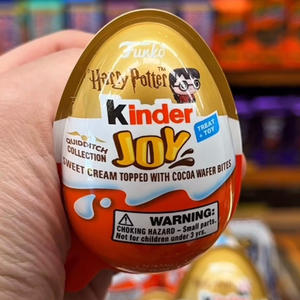 Funko
Harry Potter™
Kinder
JOY
QUIDDITCH
COLLECTION
TREAT
+ TOY
SWEET CREAM TOPPED WITH COCOA WAFER BITES
WARNING:
CHOKING HAZARD – Small parts.
Not for children under 3 yrs.